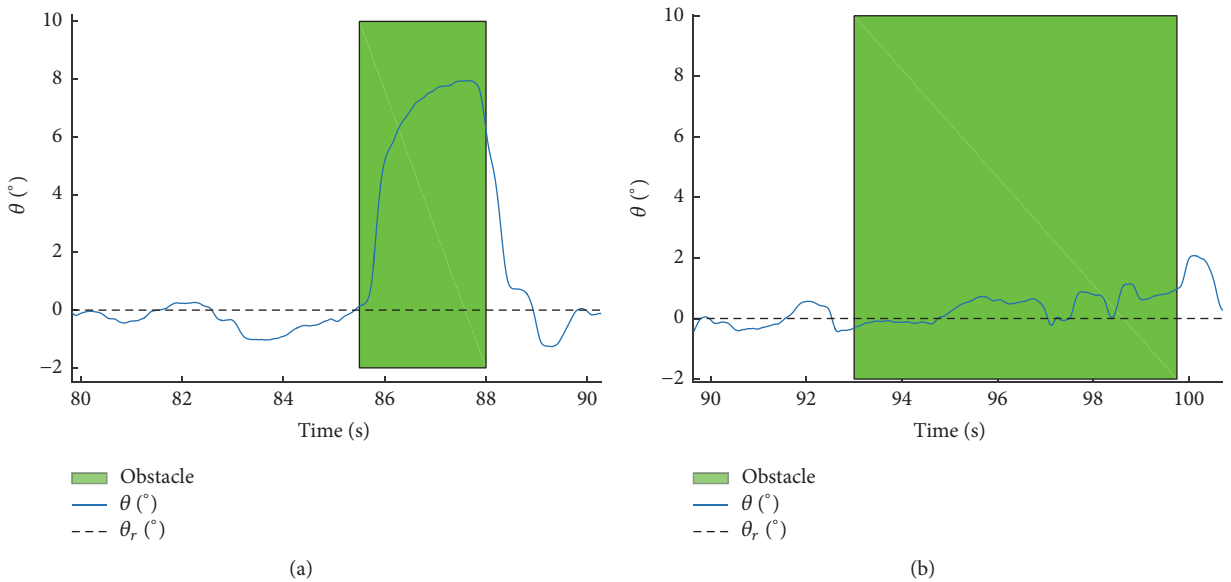 10
8
6
4
2
0
−2
θ (°)
80 82 84 86 88 90
Time (s)
Obstacle
θ (°)
θr (°)
(a)
10
8
6
4
2
0
−2
θ (°)
90 92 94 96 98 100
Time (s)
Obstacle
θ (°)
θr (°)
(b)